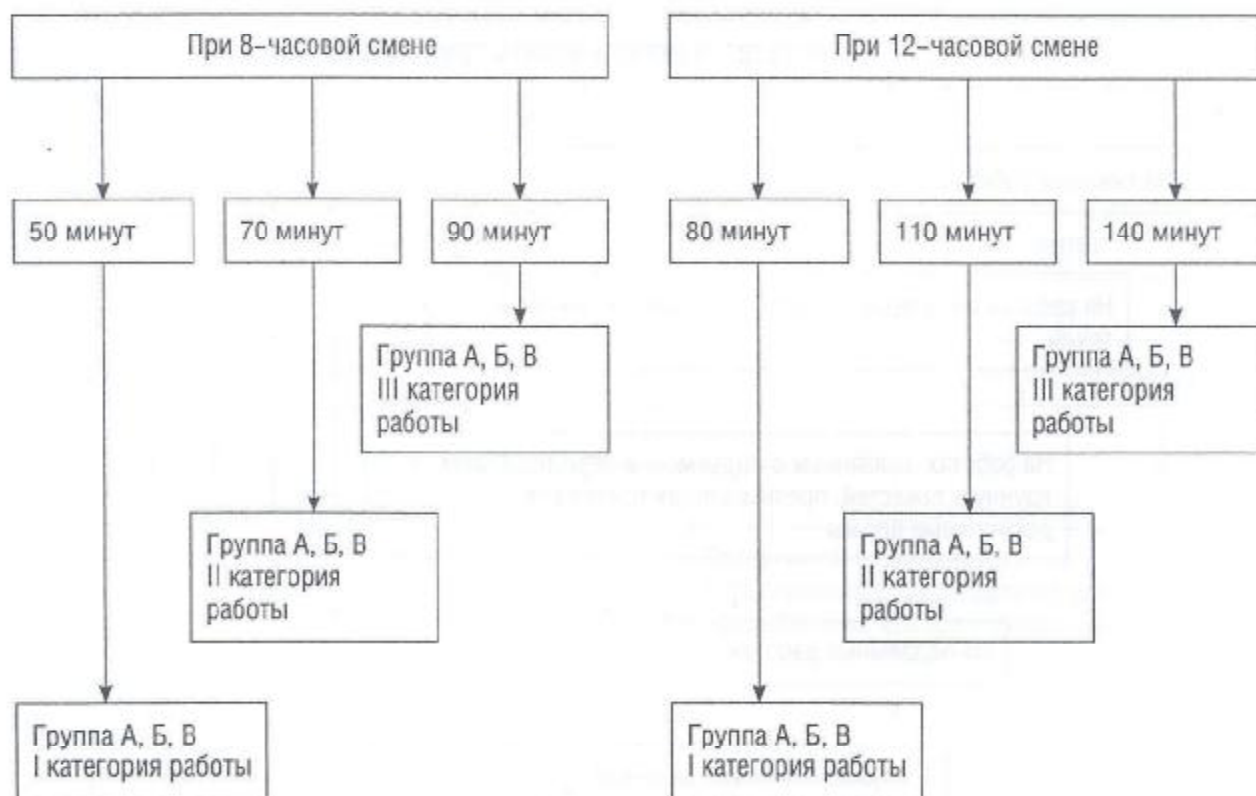 При 8-часовой смене
При 12-часовой смене
50 минут
70 минут
90 минут
80 минут
110 минут
140 минут
Группа А, Б, В
III категория
работы
Группа А, Б, В
III категория
работы
Группа А, Б, В
II категория
работы
Группа А, Б, В
II категория
работы
Группа А, Б, В
I категория работы
Группа А, Б, В
I категория работы